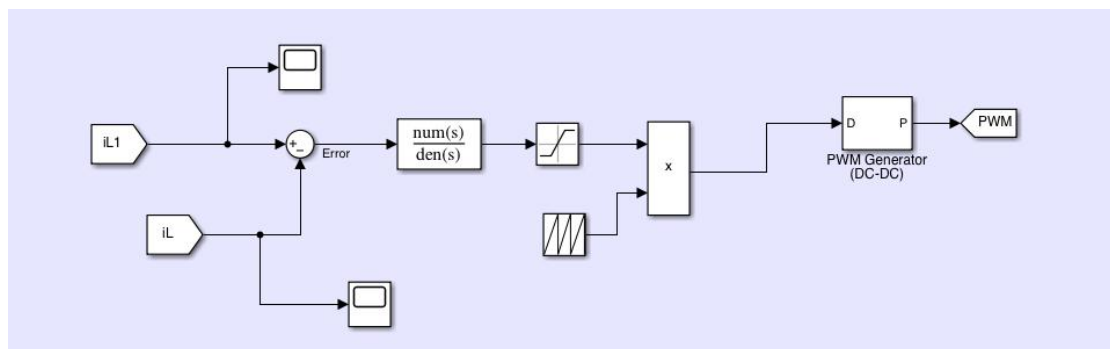 iL1
+
−
Error
num(s)
den(s)
x
D
P
PWM
PWM Generator
(DC-DC)
iL